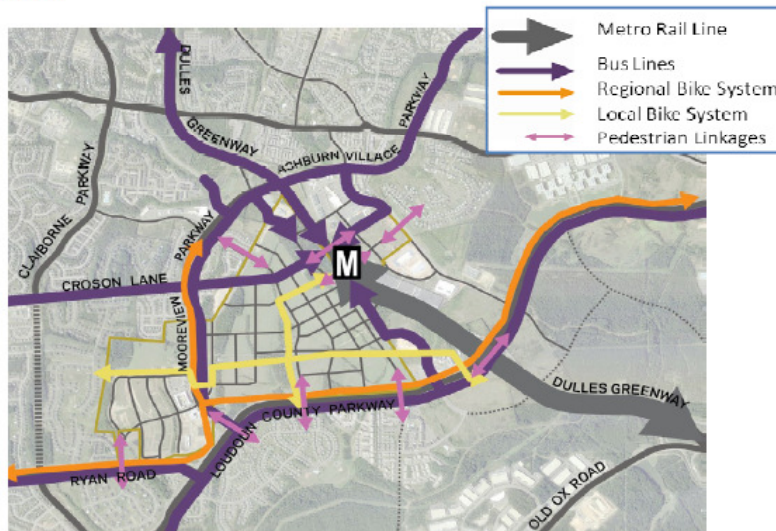 Metro Rail Line
Bus Lines
Regional Bike System
Local Bike System
Pedestrian Linkages
DULLES
GREENWAY
ASHBURN VILLAGE
PARKWAY
CLAIBORNE
PARKWAY
PARKWAY
MOOREVIEW
CROSON LANE
M
DULLES GREENWAY
LOUDOUN COUNTY PARKWAY
RYAN ROAD
OLD OX ROAD